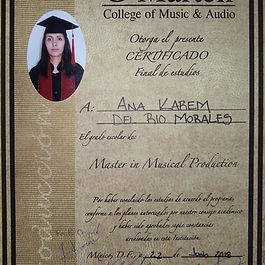 College of Music & Audio
Otorga el presente
CERTIFICADO
Final de estudios
A: ANA KAREM
DEL RIO MORALES
El grado escolar de:
Master in Musical Production
Por haber concluido los estudios de acuerdo al programa,
conforme a los planes autorizados por nuestro consejo académico
y haber sido aprobados según constancias
archivadas en esta Institución.
México, D.F., a 22 de Junio 2018